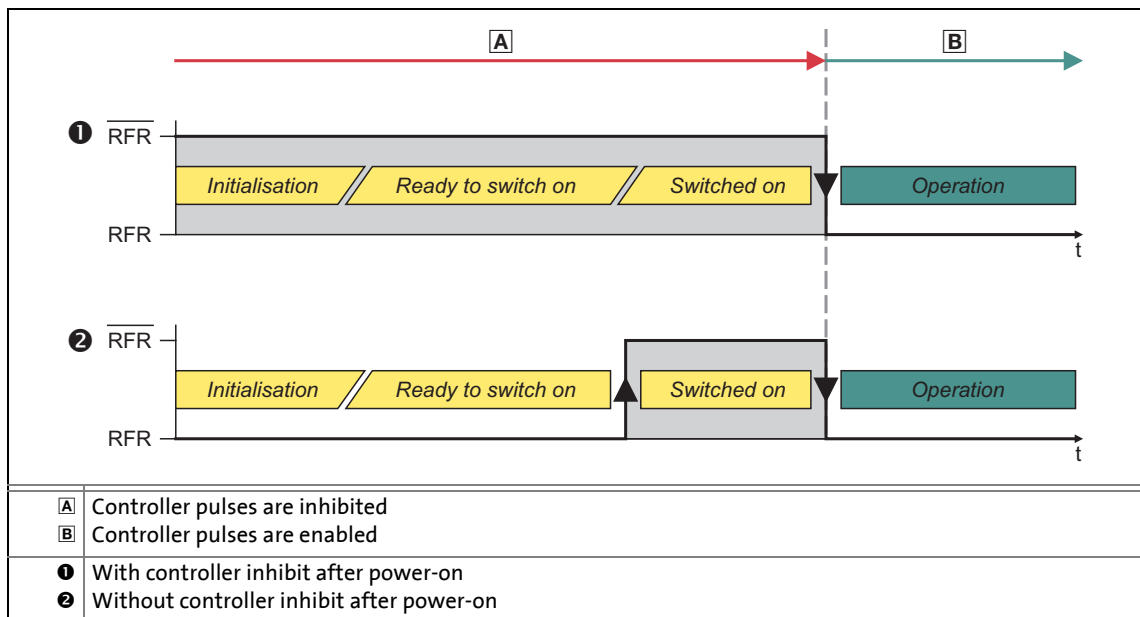 A B
❶ R̅F̅R̅
Initialisation Ready to switch on Switched on Operation
RFR
t
❷ R̅F̅R̅
Initialisation Ready to switch on Switched on Operation
RFR
t
A Controller pulses are inhibited
B Controller pulses are enabled
❶ With controller inhibit after power-on
❷ Without controller inhibit after power-on